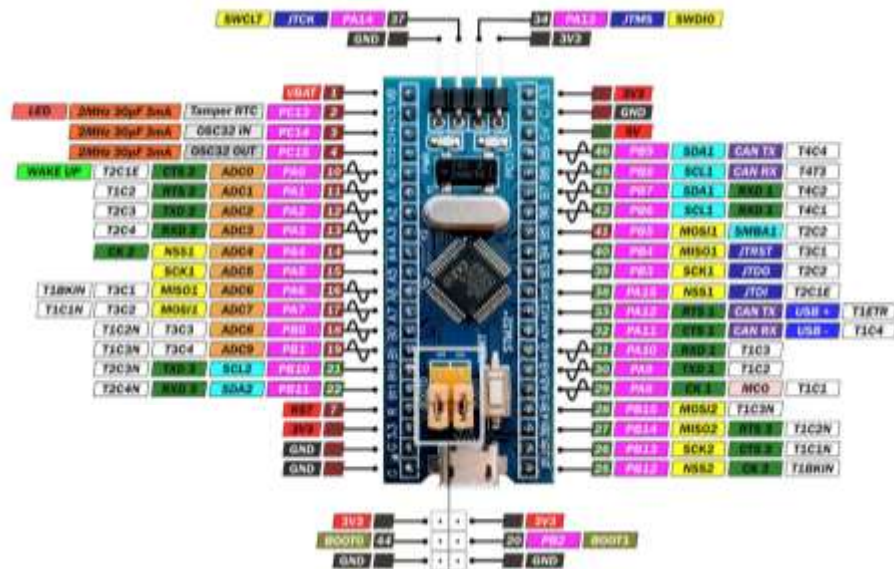 SWCLT JTCK PA14 37 34 PA13 JTMS SWDIO
GND 3V3
VBAT 1 3V3
LED 2MHz 30pF 3mA Tamper RTC PC13 2 GND
2MHz 30pF 3mA OSC32 IN PC14 3 5V
2MHz 30pF 3mA OSC32 OUT PC15 4 46 PB9 SDA1 CAN TX T4C4
WAKE UP T2C1E CTS 2 ADC0 PA0 10 45 PB8 SCL1 CAN RX T4T3
T1C2 RTS 2 ADC1 PA1 11 43 PB7 SDA1 RXD 1 T4C2
T2C3 TXD 2 ADC2 PA2 12 42 PB6 SCL1 RXD 1 T4C1
T2C4 RXD 2 ADC3 PA3 13 41 PB5 MOSI1 SMBA1 T2C2
CK 2 NSS1 ADC4 PA4 14 40 PB4 MISO1 JTRST T3C1
SCK1 ADC5 PA5 15 39 PB3 SCK1 JTDO T2C2
T1BKIN T3C1 MISO1 ADC6 PA6 16 38 PA15 NSS1 JTDI T2C1E
T1C1N T3C2 MOSI1 ADC7 PA7 17 33 PA12 RTS 1 CAN TX USB + T1ETR
T1C2N T3C3 ADC8 PB0 18 32 PA11 CTS 1 CAN RX USB - T1C4
T1C3N T3C4 ADC9 PB1 19 31 PA10 RXD 1 T1C3
T2C3N TXD 3 SCL2 PB10 21 30 PA9 TXD 1 T1C2
T2C4N RXD 3 SDA2 PB11 22 29 PA8 CK 1 MCO T1C1
RST 7 28 PB15 MOSI2 T1C3N
3V3 27 PB14 MISO2 RTS 3 T1C2N
GND 26 PB13 SCK2 CTS 3 T1C1N
GND 25 PB12 NSS2 CK 3 T1BKIN
3V3 3V3
BOOT0 44 20 PB2 BOOT1
GND GND